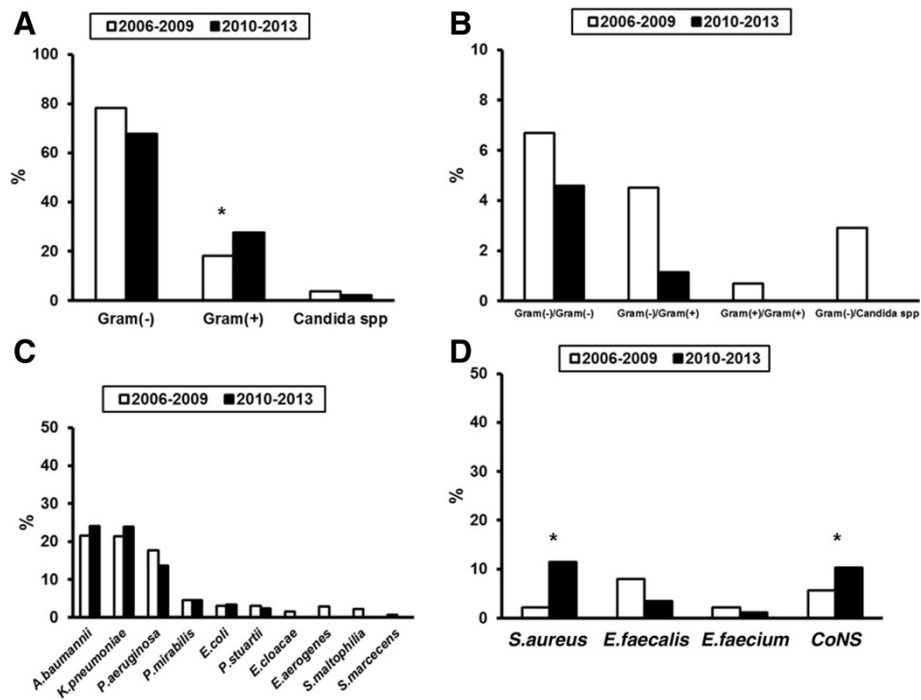 A
2006-2009 2010-2013
100
80
60
40
20
0
%
*
Gram(-) Gram(+) Candida spp
B
2006-2009 2010-2013
10
8
6
4
2
0
%
Gram(-)/Gram(-) Gram(-)/Gram(+) Gram(+)/Gram(+) Gram(-)/Candida spp
C
2006-2009 2010-2013
50
40
30
20
10
0
%
A.baumannii
K.pneumoniae
P.aeruginosa
P.mirabilis
E.coli
P.stuartii
E.cloacae
E.aerogenes
S.maltophilia
S.marcecens
D
2006-2009 2010-2013
50
40
30
20
10
0
%
* *
S.aureus E.faecalis E.faecium CoNS